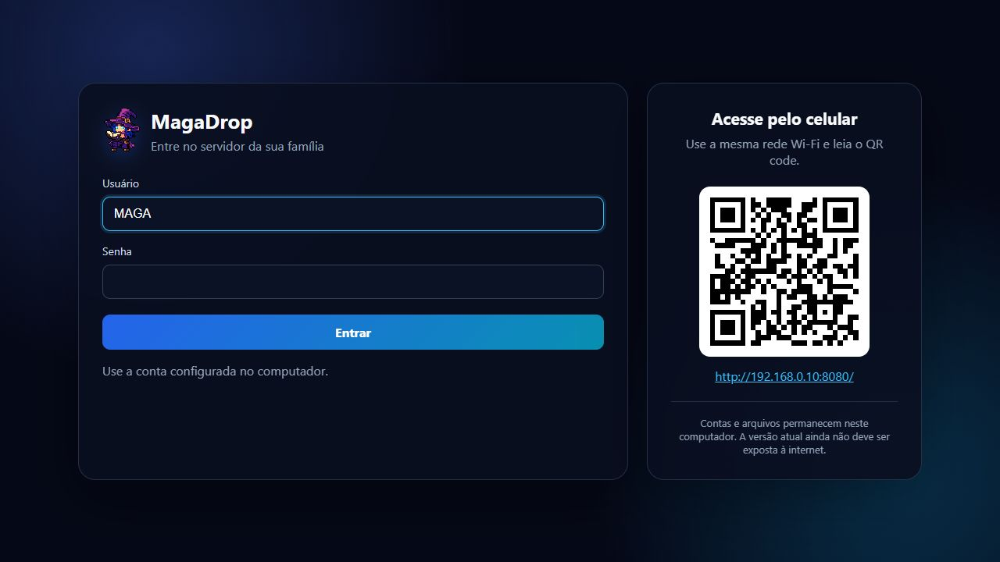 MagaDrop
Entre no servidor da sua família
Usuário
MAGA
Senha
Entrar
Use a conta configurada no computador.
Acesse pelo celular
Use a mesma rede Wi-Fi e leia o QR
code.
http://192.168.0.10:8080/
Contas e arquivos permanecem neste
computador. A versão atual ainda não deve ser
exposta à internet.